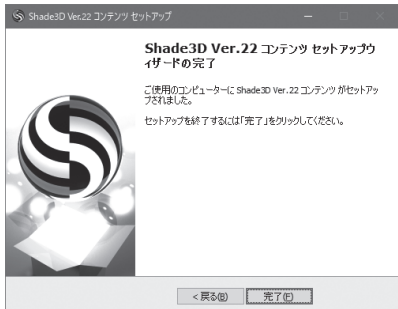 Shade3D Ver.22 コンテンツ セットアップ
Shade3D Ver.22 コンテンツ セットアップウ
ィザードの完了
ご使用のコンピューターに Shade3D Ver.22 コンテンツ がセットアッ
プされました。
セットアップを終了するには「完了」をクリックしてください。
< 戻る(B)
完了(F)